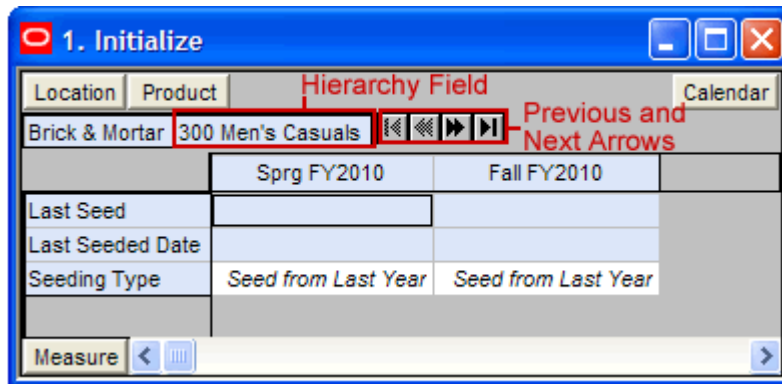 1. Initialize
Location Product Hierarchy Field Calendar
Brick & Mortar 300 Men's Casuals Previous and
Next Arrows
Sprg FY2010 Fall FY2010
Last Seed
Last Seeded Date
Seeding Type Seed from Last Year Seed from Last Year
Measure